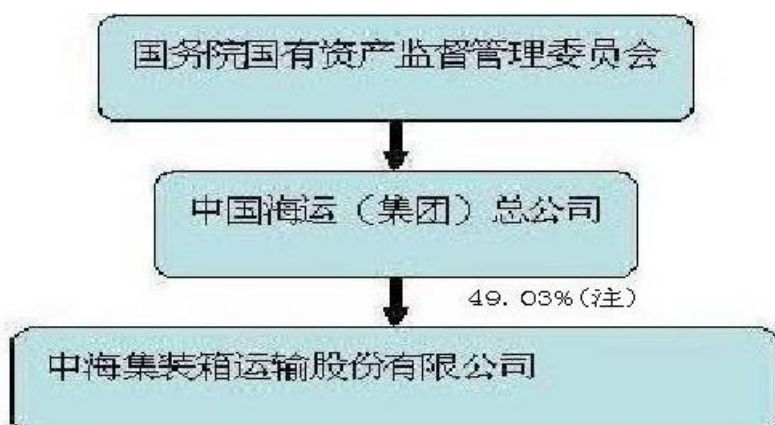 国务院国有资产监督管理委员会
中国海运（集团）总公司
49.03%(注)
中海集装箱运输股份有限公司